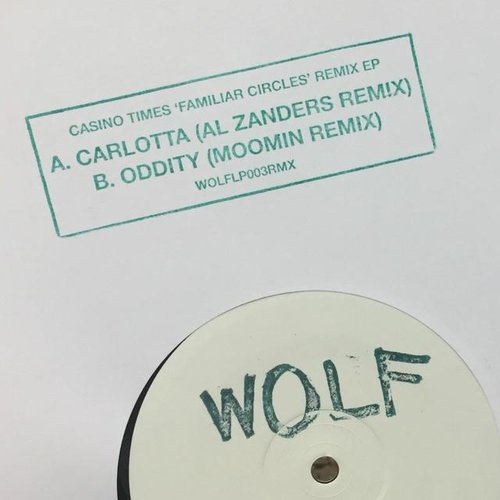 CASINO TIMES 'FAMILIAR CIRCLES' REMIX EP
A. CARLOTTA (AL ZANDERS REMIX)
B. ODDITY (MOOMIN REMIX)
WOLFLP003RMX
WOLF